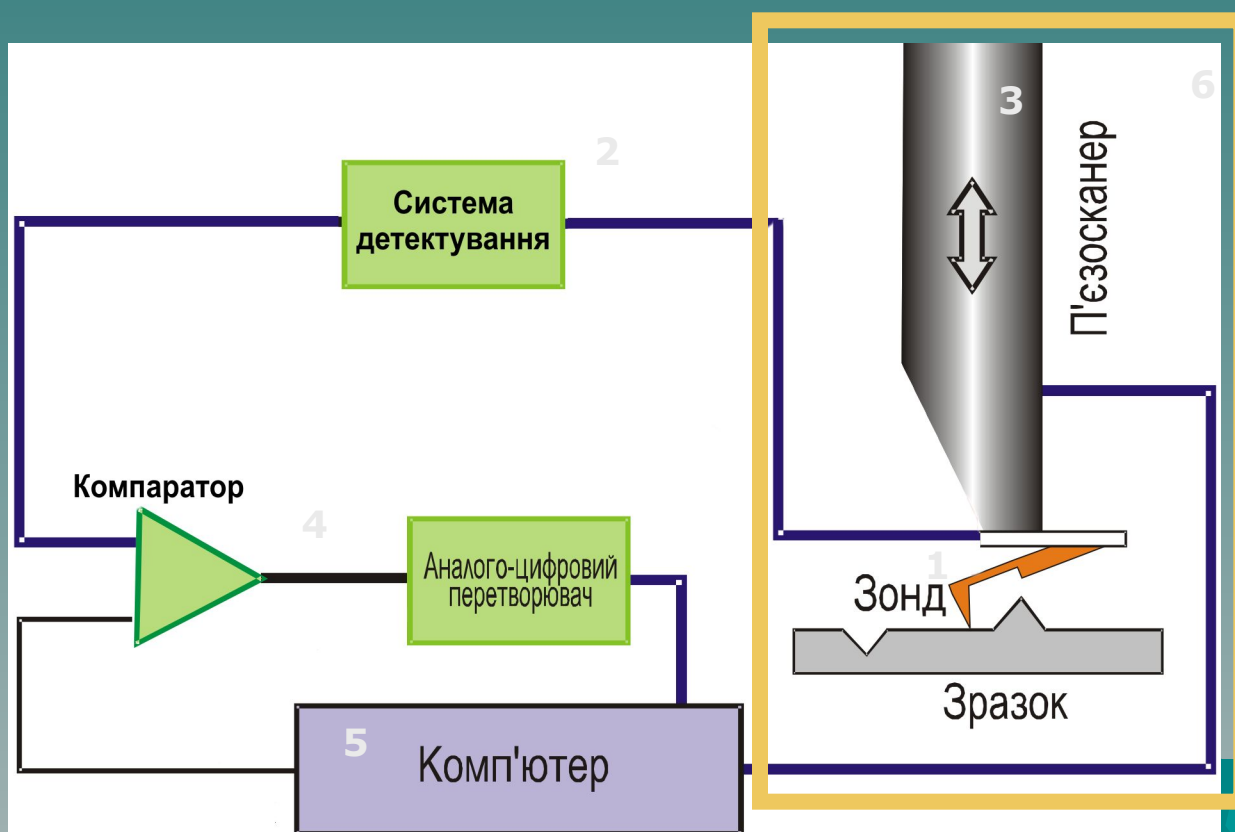 3
6
2
Система
детектування
П'єзосканер
Компаратор
4
Аналого-цифровий
перетворювач
1
Зонд
Зразок
5
Комп'ютер